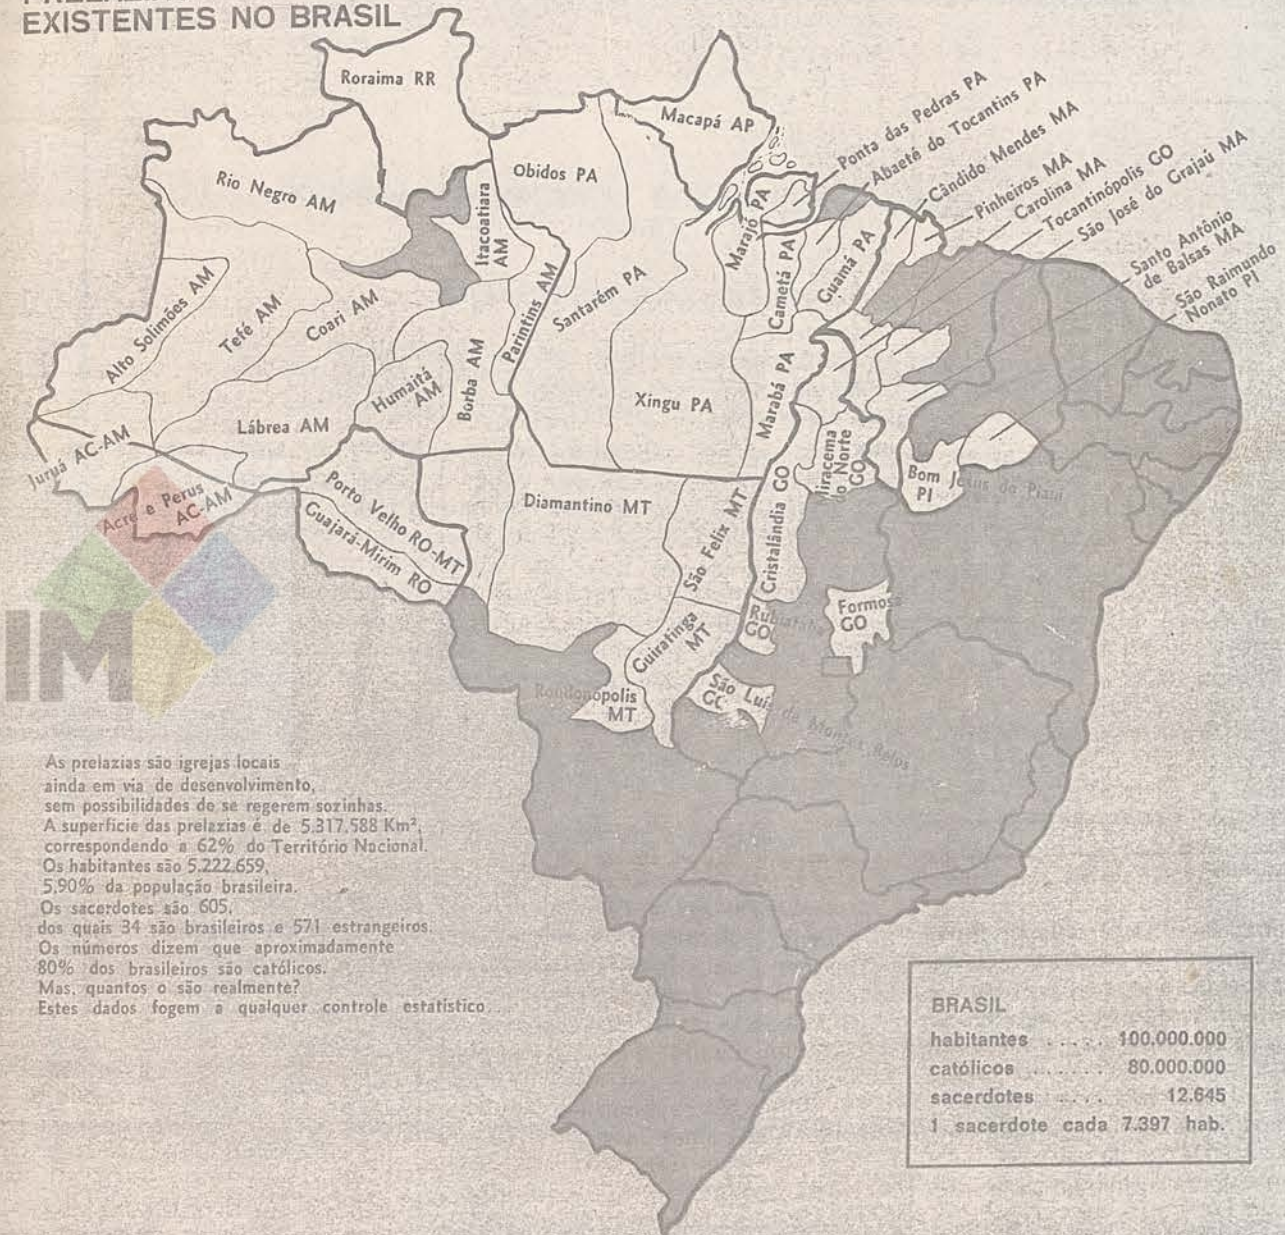 EXISTENTES NO BRASIL
Roraima RR
Macapá AP
Ponta das Pedras PA
Abaeté do Tocantins PA
Cândido Mendes MA
Pinheiros MA
Carolina MA
Tocantinópolis GO
São José do Grajaú MA
Santo Antônio
de Balsas MA
São Raimundo
Nonato PI
Rio Negro AM
Obidos PA
Itacoatiara
AM
Marajó PA
Cametá PA
Guamá PA
Alto Solimões AM
Tefé AM
Coari AM
Parintins AM
Santarém PA
Humaitá
AM
Borba AM
Xingu PA
Marabá PA
Lábrea AM
Juruá AC-AM
Acre e Perus
AC-AM
Porto Velho RO-MT
Guajará-Mirim RO
Diamantino MT
São Felix MT
Cristalândia GO
Miracema
do Norte
GO
Bom Jesus do Piauí
PI
Formosa
GO
Rubiataba
GO
Guiratinga
MT
Rondonópolis
MT
São Luís de Montes Belos
GO
IM
As prelazias são igrejas locais
ainda em via de desenvolvimento,
sem possibilidades de se regerem sozinhas.
A superfície das prelazias é de 5.317.588 Km²,
correspondendo a 62% do Território Nacional.
Os habitantes são 5.222.659,
5,90% da população brasileira.
Os sacerdotes são 605,
dos quais 34 são brasileiros e 571 estrangeiros.
Os números dizem que aproximadamente
80% dos brasileiros são católicos.
Mas, quantos o são realmente?
Estes dados fogem a qualquer controle estatístico...
BRASIL
habitantes ..... 100.000.000
católicos ....... 80.000.000
sacerdotes ..... 12.645
1 sacerdote cada 7.397 hab.